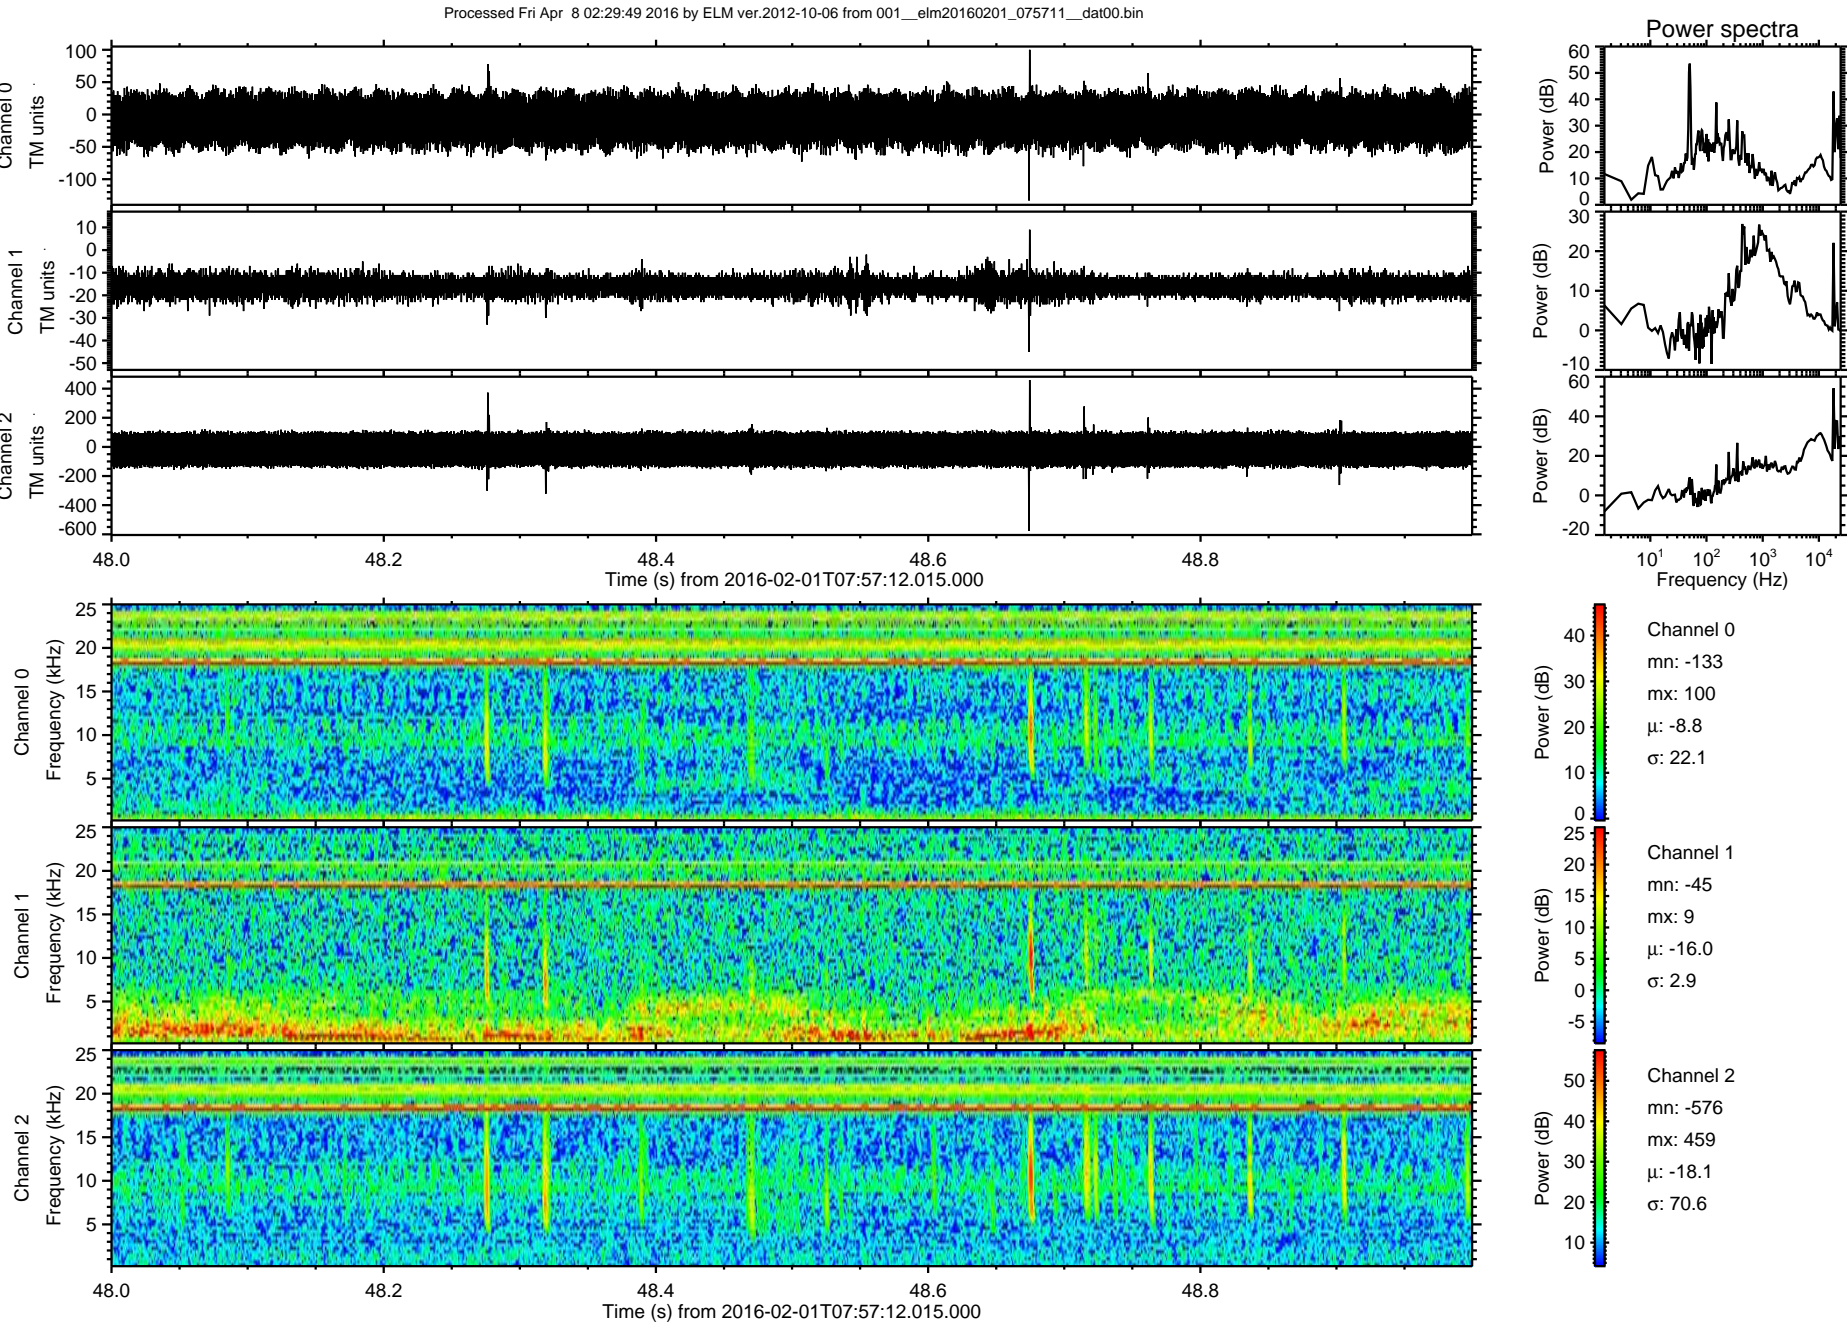 Processed Fri Apr  8 02:29:49 2016 by ELM ver.2012-10-06 from 001__elm20160201_075711__dat00.bin
Power spectra
Channel 0
TM units
100
50
0
-50
-100
Power (dB)
60
50
40
30
20
10
0
Channel 1
TM units
10
0
-10
-20
-30
-40
-50
Power (dB)
30
20
10
0
-10
Channel 2
TM units
400
200
0
-200
-400
-600
Power (dB)
60
40
20
0
-20
48.0 48.2 48.4 48.6 48.8
Time (s) from 2016-02-01T07:57:12.015.000
10^1 10^2 10^3 10^4
Frequency (Hz)
Channel 0
Frequency (kHz)
25
20
15
10
5
Power (dB)
40
30
20
10
0
Channel 0
mn: -133
mx: 100
μ: -8.8
σ: 22.1
Channel 1
Frequency (kHz)
25
20
15
10
5
Power (dB)
25
20
15
10
5
0
-5
Channel 1
mn: -45
mx: 9
μ: -16.0
σ: 2.9
Channel 2
Frequency (kHz)
25
20
15
10
5
Power (dB)
50
40
30
20
10
Channel 2
mn: -576
mx: 459
μ: -18.1
σ: 70.6
48.0 48.2 48.4 48.6 48.8
Time (s) from 2016-02-01T07:57:12.015.000